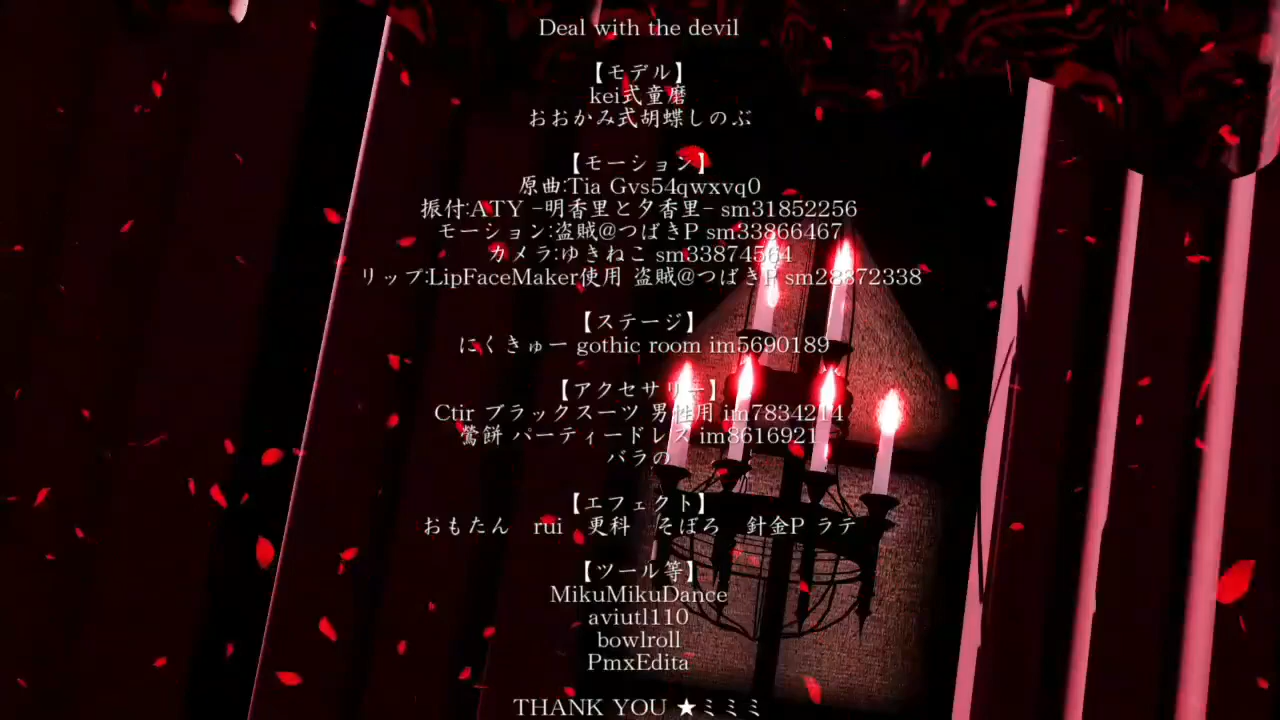 Deal with the devil
【モデル】
kei式童磨
おおかみ式胡蝶しのぶ
【モーション】
原曲:Tia Gvs54qwxvq0
振付:ATY -明香里と夕香里- sm31852256
モーション:盗賊@つばきP sm33866467
カメラ:ゆきねこ sm33874564
リップ:LipFaceMaker使用 盗賊@つばきP sm28372338
【ステージ】
にくきゅー gothic room im5690189
【アクセサリー】
Ctir ブラックスーツ 男性用 im7834214
鶯餅 パーティードレス im8616921
バラの
【エフェクト】
おもたん rui 更科 そぼろ 針金P ラテ
【ツール等】
MikuMikuDance
aviutl110
bowlroll
PmxEdita
THANK YOU ★ミミミ